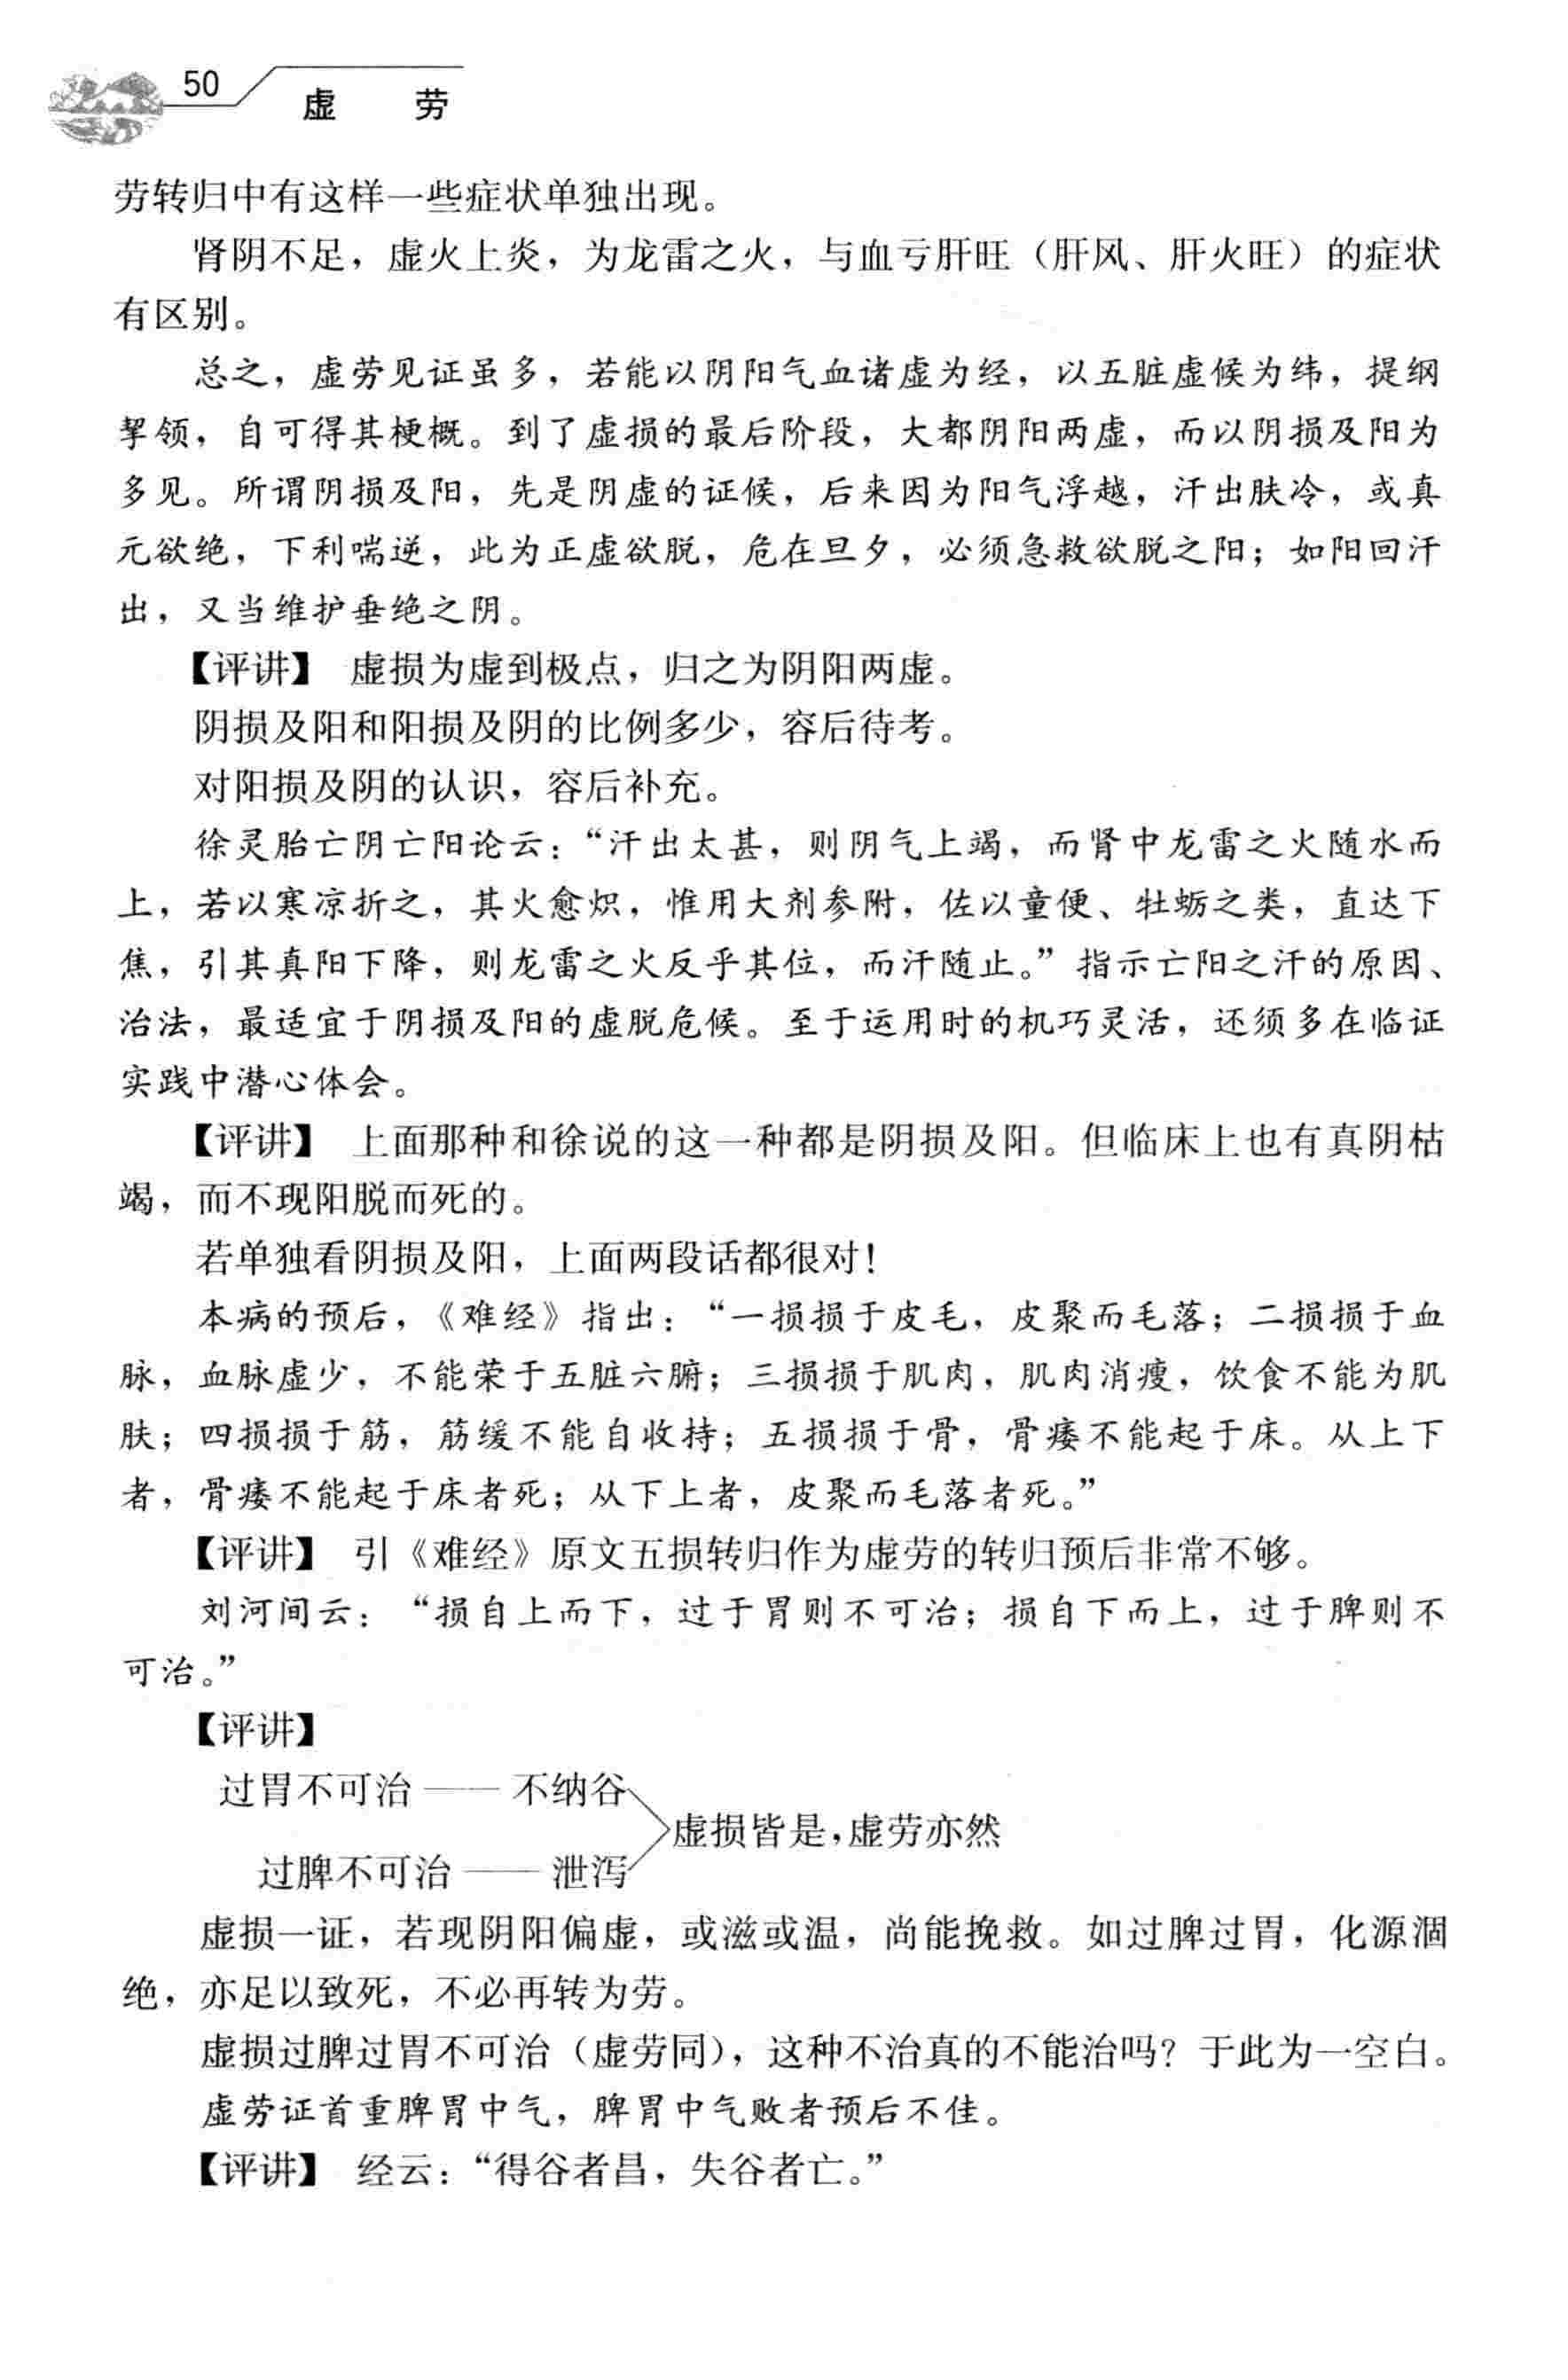 50
虚 劳
劳转归中有这样一些症状单独出现。
肾阴不足，虚火上炎，为龙雷之火，与血亏肝旺（肝风、肝火旺）的症状
有区别。
总之，虚劳见证虽多，若能以阴阳气血诸虚为经，以五脏虚候为纬，提纲
挈领，自可得其梗概。到了虚损的最后阶段，大都阴阳两虚，而以阴损及阳为
多见。所谓阴损及阳，先是阴虚的证候，后来因为阳气浮越，汗出肤冷，或真
元欲绝，下利喘逆，此为正虚欲脱，危在旦夕，必须急救欲脱之阳；如阳回汗
出，又当维护垂绝之阴。
【评讲】 虚损为虚到极点，归之为阴阳两虚。
阴损及阳和阳损及阴的比例多少，容后待考。
对阳损及阴的认识，容后补充。
徐灵胎亡阴亡阳论云：“汗出太甚，则阴气上竭，而肾中龙雷之火随水而
上，若以寒凉折之，其火愈炽，惟用大剂参附，佐以童便、牡蛎之类，直达下
焦，引其真阳下降，则龙雷之火反乎其位，而汗随止。”指示亡阳之汗的原因、
治法，最适宜于阴损及阳的虚脱危候。至于运用时的机巧灵活，还须多在临证
实践中潜心体会。
【评讲】 上面那种和徐说的这一种都是阴损及阳。但临床上也有真阴枯
竭，而不现阳脱而死的。
若单独看阴损及阳，上面两段话都很对！
本病的预后，《难经》指出：“一损损于皮毛，皮聚而毛落；二损损于血
脉，血脉虚少，不能荣于五脏六腑；三损损于肌肉，肌肉消瘦，饮食不能为肌
肤；四损损于筋，筋缓不能自收持；五损损于骨，骨痿不能起于床。从上下
者，骨痿不能起于床者死；从下上者，皮聚而毛落者死。”
【评讲】 引《难经》原文五损转归作为虚劳的转归预后非常不够。
刘河间云：“损自上而下，过于胃则不可治；损自下而上，过于脾则不
可治。”
【评讲】
过胃不可治 —— 不纳谷
虚损皆是，虚劳亦然
过脾不可治 —— 泄泻
虚损一证，若现阴阳偏虚，或滋或温，尚能挽救。如过脾过胃，化源涸
绝，亦足以致死，不必再转为劳。
虚损过脾过胃不可治（虚劳同），这种不治真的不能治吗？于此为一空白。
虚劳证首重脾胃中气，脾胃中气败者预后不佳。
【评讲】 经云：“得谷者昌，失谷者亡。”